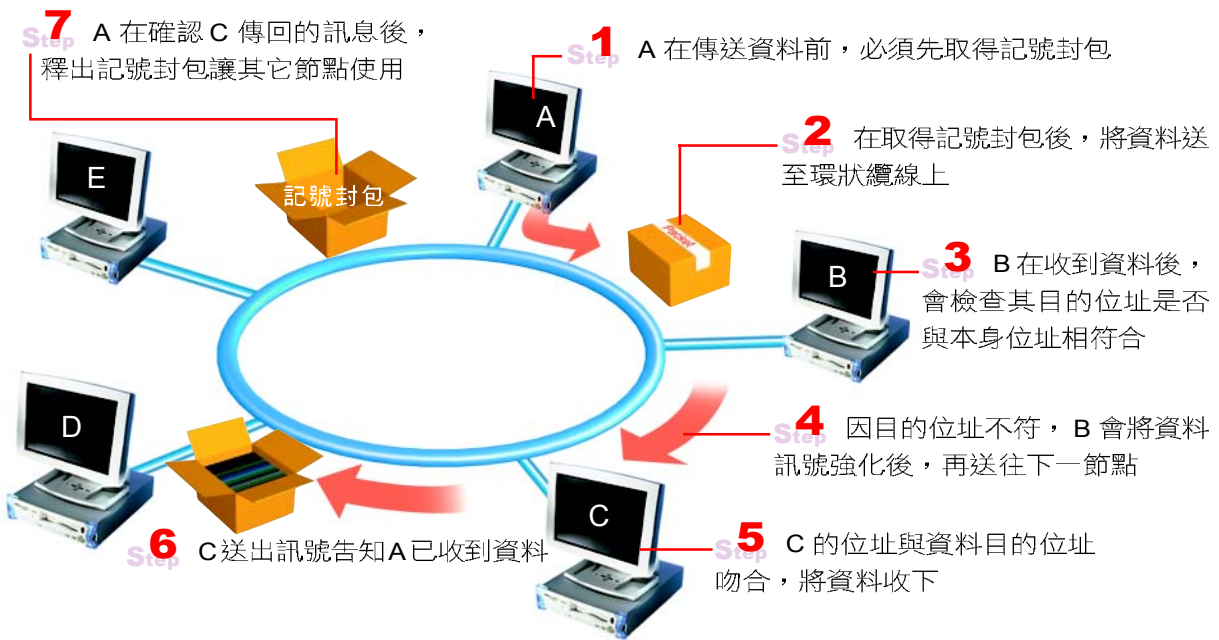 Step 1 A 在傳送資料前，必須先取得記號封包
Step 2 在取得記號封包後，將資料送
至環狀纜線上
Step 3 B 在收到資料後，
會檢查其目的位址是否
與本身位址相符合
Step 4 因目的位址不符，B 會將資料
訊號強化後，再送往下一節點
Step 5 C 的位址與資料目的位址
吻合，將資料收下
Step 6 C送出訊號告知A已收到資料
Step 7 A 在確認 C 傳回的訊息後，
釋出記號封包讓其它節點使用
記號封包
Packet
A
B
C
D
E